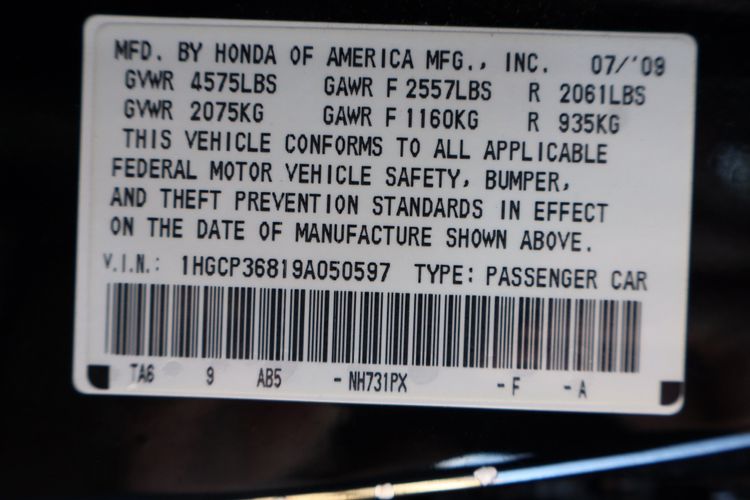 MFD. BY HONDA OF AMERICA MFG., INC. 07/'09
GVWR 4575LBS GAWR F 2557LBS R 2061LBS
GVWR 2075KG GAWR F 1160KG R 935KG
THIS VEHICLE CONFORMS TO ALL APPLICABLE
FEDERAL MOTOR VEHICLE SAFETY, BUMPER,
AND THEFT PREVENTION STANDARDS IN EFFECT
ON THE DATE OF MANUFACTURE SHOWN ABOVE.
V.I.N.: 1HGCP36819A050597 TYPE: PASSENGER CAR
TA6 9 AB5 -NH731PX -F -A